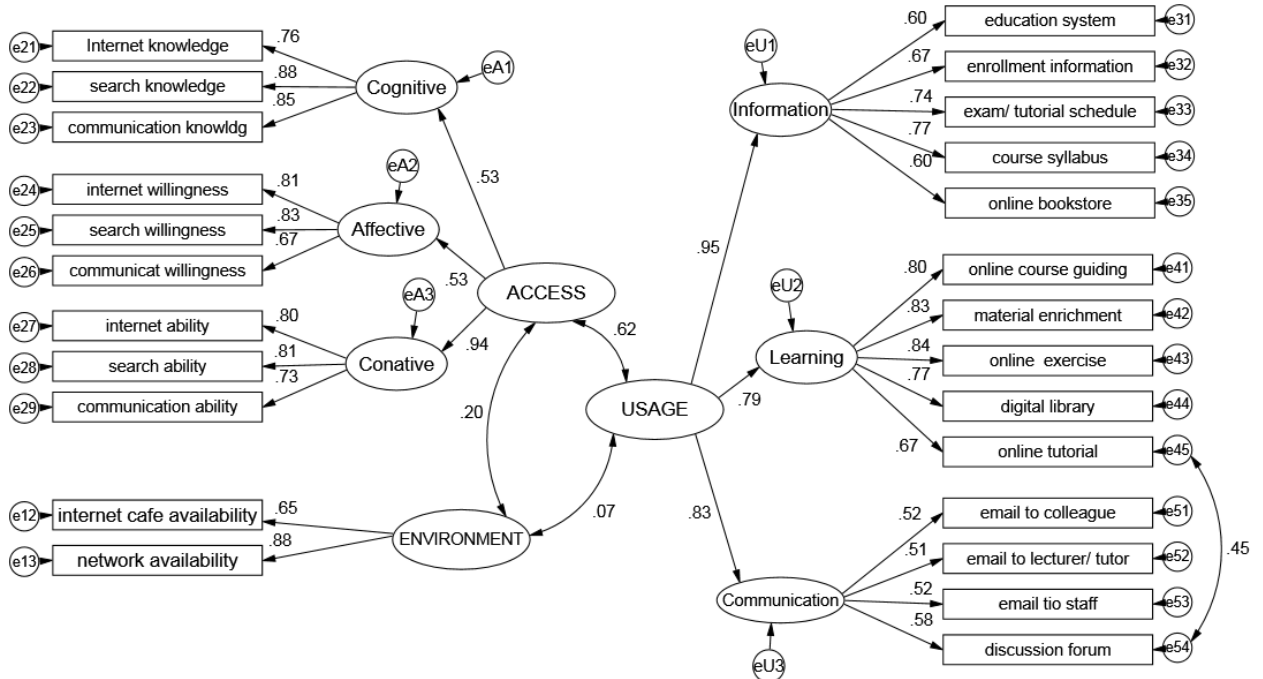 e21
Internet knowledge
.76
e22
search knowledge
.88
e23
communication knowldg
.85
Cognitive
eA1
e24
internet willingness
.81
e25
search willingness
.83
e26
communicat willingness
.67
Affective
eA2
e27
internet ability
.80
e28
search ability
.81
e29
communication ability
.73
Conative
eA3
.53
.53
.94
ACCESS
.62
.20
USAGE
.07
e12
internet cafe availability
.65
e13
network availability
.88
ENVIRONMENT
.95
.79
.83
eU1
Information
.60
education system
e31
.67
enrollment information
e32
.74
exam/ tutorial schedule
e33
.77
course syllabus
e34
.60
online bookstore
e35
eU2
Learning
.80
online course guiding
e41
.83
material enrichment
e42
.84
online exercise
e43
.77
digital library
e44
.67
online tutorial
e45
Communication
eU3
.52
email to colleague
e51
.51
email to lecturer/ tutor
e52
.52
email tio staff
e53
.58
discussion forum
e54
.45